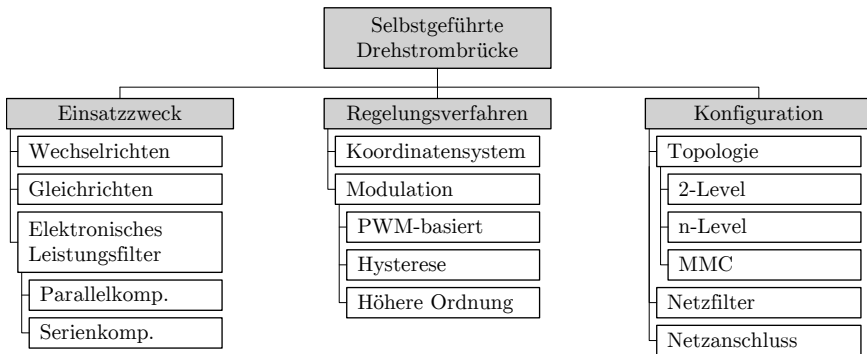 Selbstgeführte
Drehstrombrücke
Einsatzzweck
Wechselrichten
Gleichrichten
Elektronisches
Leistungsfilter
Parallelkomp.
Serienkomp.
Regelungsverfahren
Koordinatensystem
Modulation
PWM-basiert
Hysterese
Höhere Ordnung
Konfiguration
Topologie
2-Level
n-Level
MMC
Netzfilter
Netzanschluss